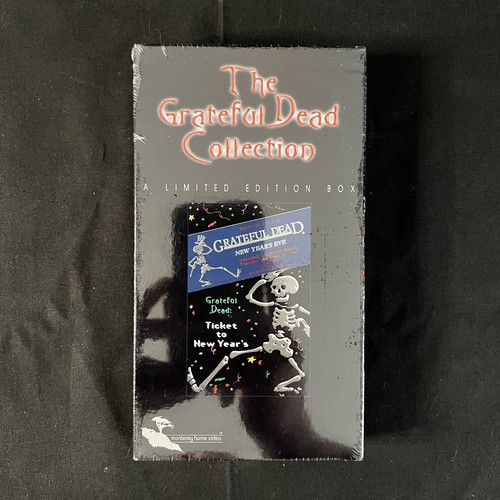 The
Grateful Dead
Collection
A LIMITED EDITION BOX
GRATEFUL DEAD
NEW YEAR'S EVE
Grateful
Dead:
Ticket
to
New Year's
monterey home video